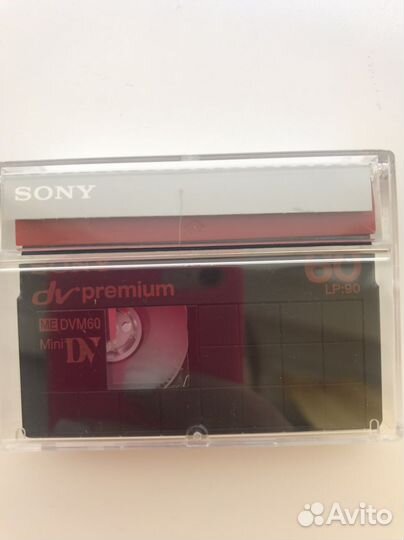 SONY
60
dv premium
LP:90
ME DVM60
Mini DV
Avito